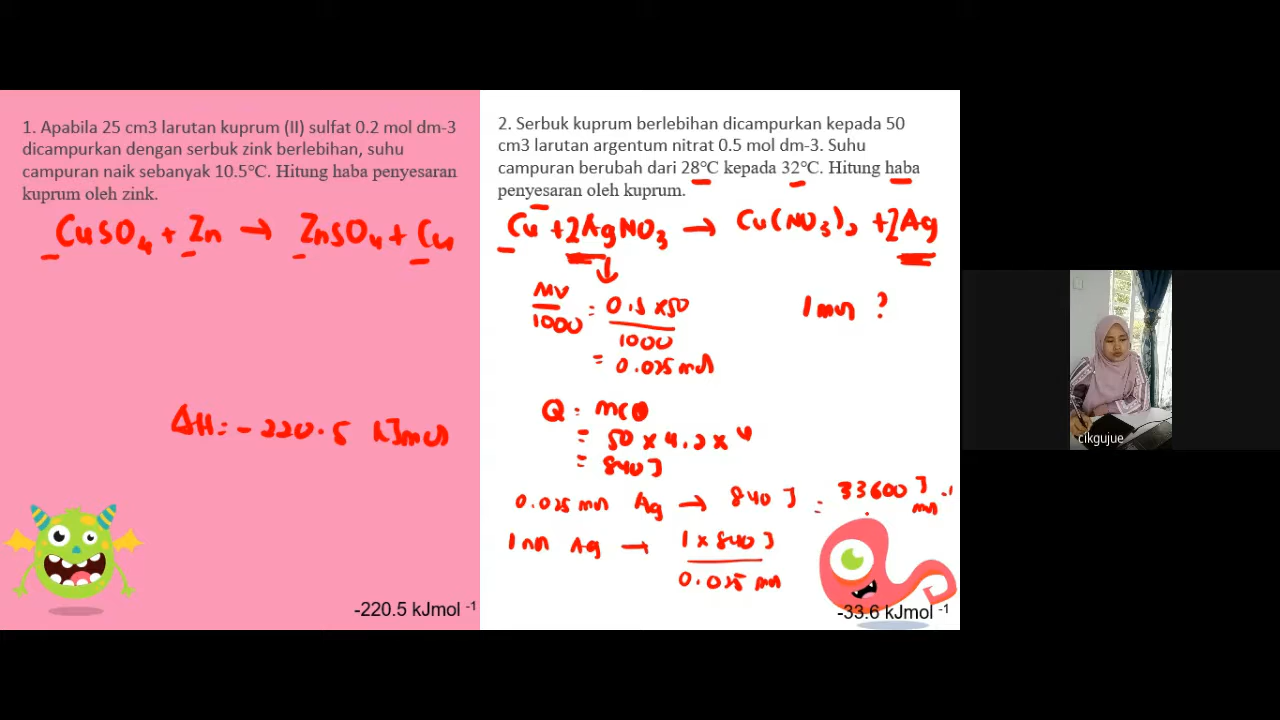 1. Apabila 25 cm3 larutan kuprum (II) sulfat 0.2 mol dm-3
dicampurkan dengan serbuk zink berlebihan, suhu
campuran naik sebanyak 10.5°C. Hitung haba penyesaran
kuprum oleh zink.
CuSO4 + Zn → ZnSO4 + Cu
ΔH = -220.5 kJmol
-220.5 kJmol -1
2. Serbuk kuprum berlebihan dicampurkan kepada 50
cm3 larutan argentum nitrat 0.5 mol dm-3. Suhu
campuran berubah dari 28°C kepada 32°C. Hitung haba
penyesaran oleh kuprum.
Cu + 2AgNO3 → Cu(NO3)2 + 2Ag
MV/1000 = 0.5 x 50/1000
1 mol ?
= 0.025 mol
Q = mcθ
= 50 x 4.2 x 4
= 840 J
0.025 mol Ag → 840 J = 33600 J mol-1
1 mol Ag → 1 x 840 J/0.025 mol
-33.6 kJmol -1
cikgujue